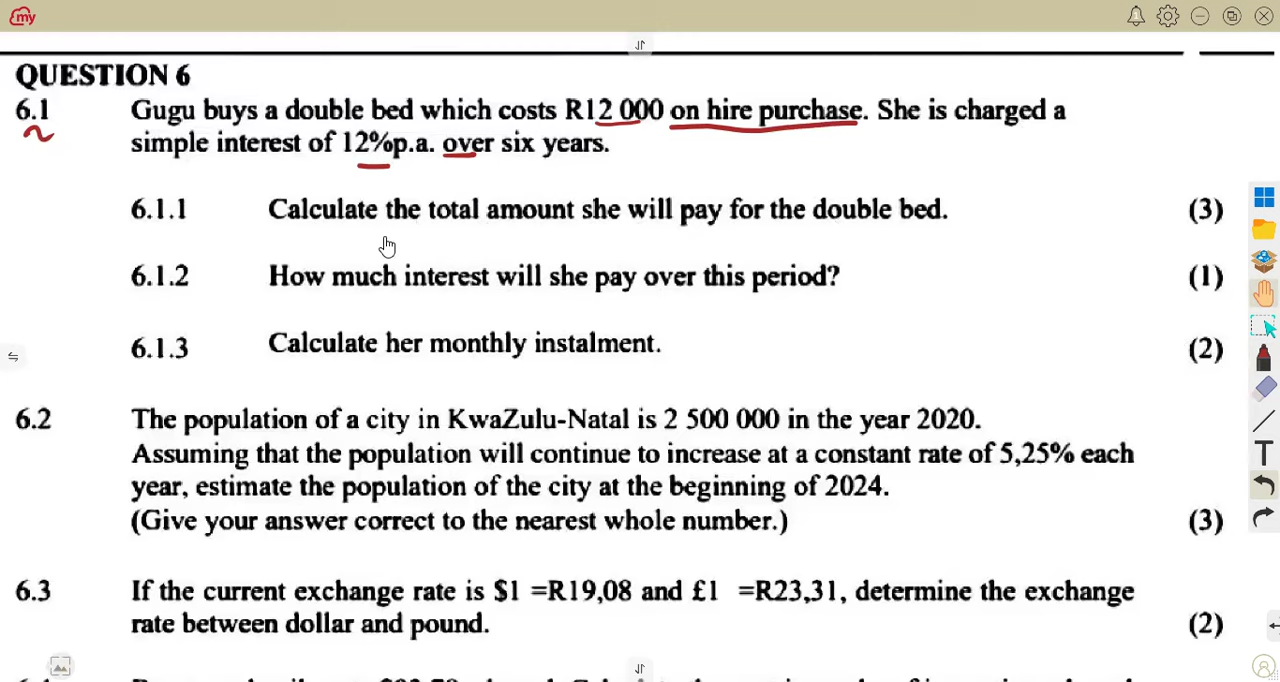 my
QUESTION 6
6.1 Gugu buys a double bed which costs R12 000 on hire purchase. She is charged a
simple interest of 12%p.a. over six years.
6.1.1 Calculate the total amount she will pay for the double bed. (3)
6.1.2 How much interest will she pay over this period? (1)
6.1.3 Calculate her monthly instalment. (2)
6.2 The population of a city in KwaZulu-Natal is 2 500 000 in the year 2020.
Assuming that the population will continue to increase at a constant rate of 5,25% each
year, estimate the population of the city at the beginning of 2024.
(Give your answer correct to the nearest whole number.) (3)
6.3 If the current exchange rate is $1 =R19,08 and £1 =R23,31, determine the exchange
rate between dollar and pound. (2)